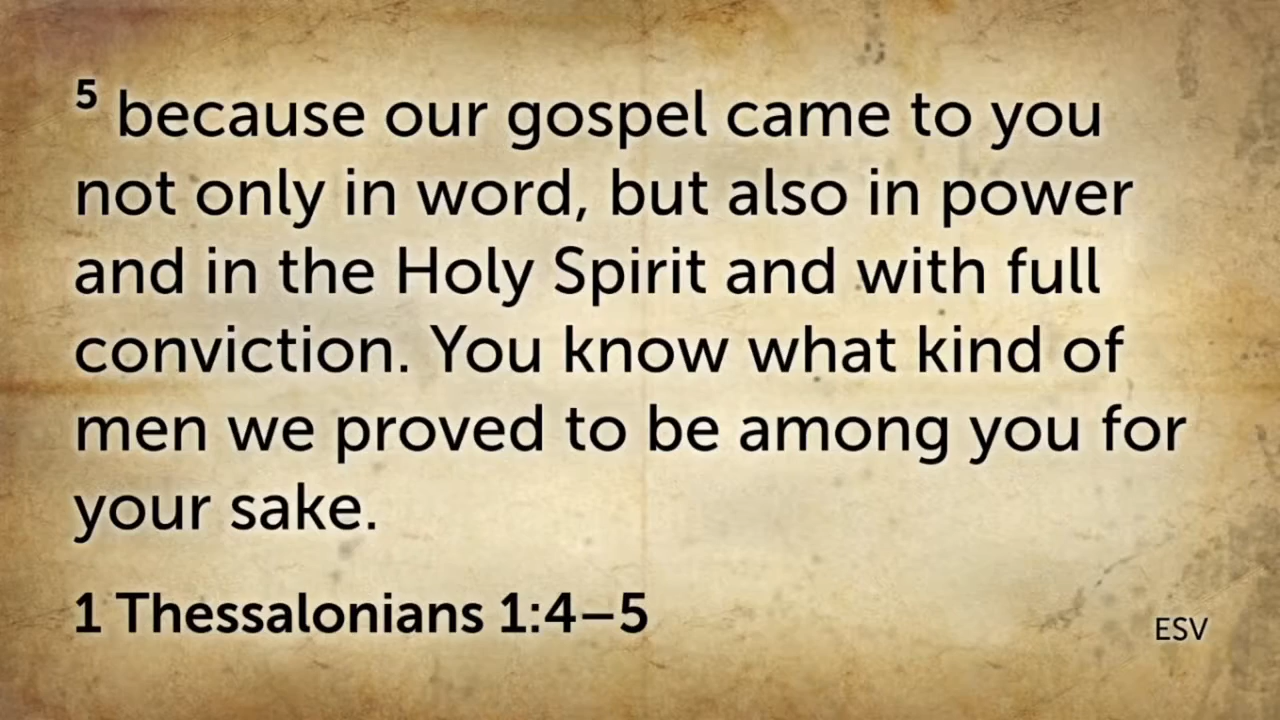 ⁵ because our gospel came to you
not only in word, but also in power
and in the Holy Spirit and with full
conviction. You know what kind of
men we proved to be among you for
your sake.
1 Thessalonians 1:4–5
ESV